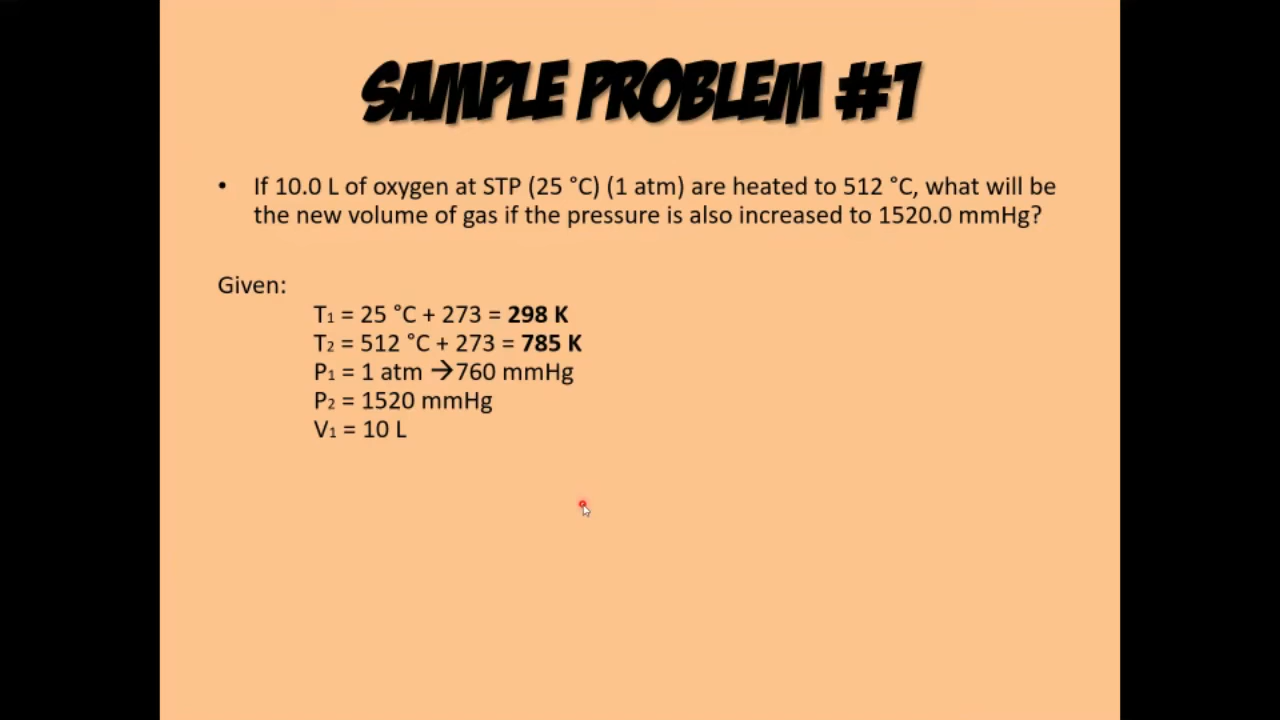 SAMPLE PROBLEM #1
• If 10.0 L of oxygen at STP (25 °C) (1 atm) are heated to 512 °C, what will be
the new volume of gas if the pressure is also increased to 1520.0 mmHg?
Given:
T₁ = 25 °C + 273 = 298 K
T₂ = 512 °C + 273 = 785 K
P₁ = 1 atm →760 mmHg
P₂ = 1520 mmHg
V₁ = 10 L